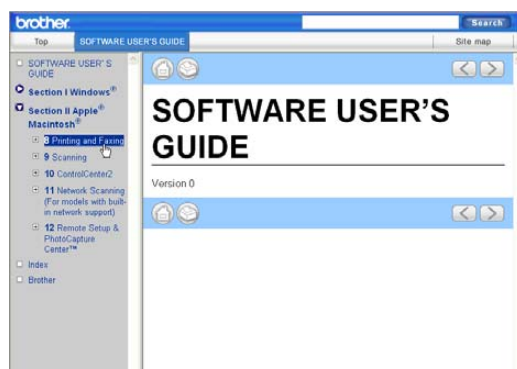 brother
Search
Top
SOFTWARE USER'S GUIDE
Site map
SOFTWARE USER' S
GUIDE
Section I Windows®
Section II Apple®
Macintosh®
8 Printing and Faxing
9 Scanning
10 ControlCenter2
11 Network Scanning
(For models with built-
in network support)
12 Remote Setup &
PhotoCapture
Center™
Index
Brother
SOFTWARE USER'S
GUIDE
Version 0